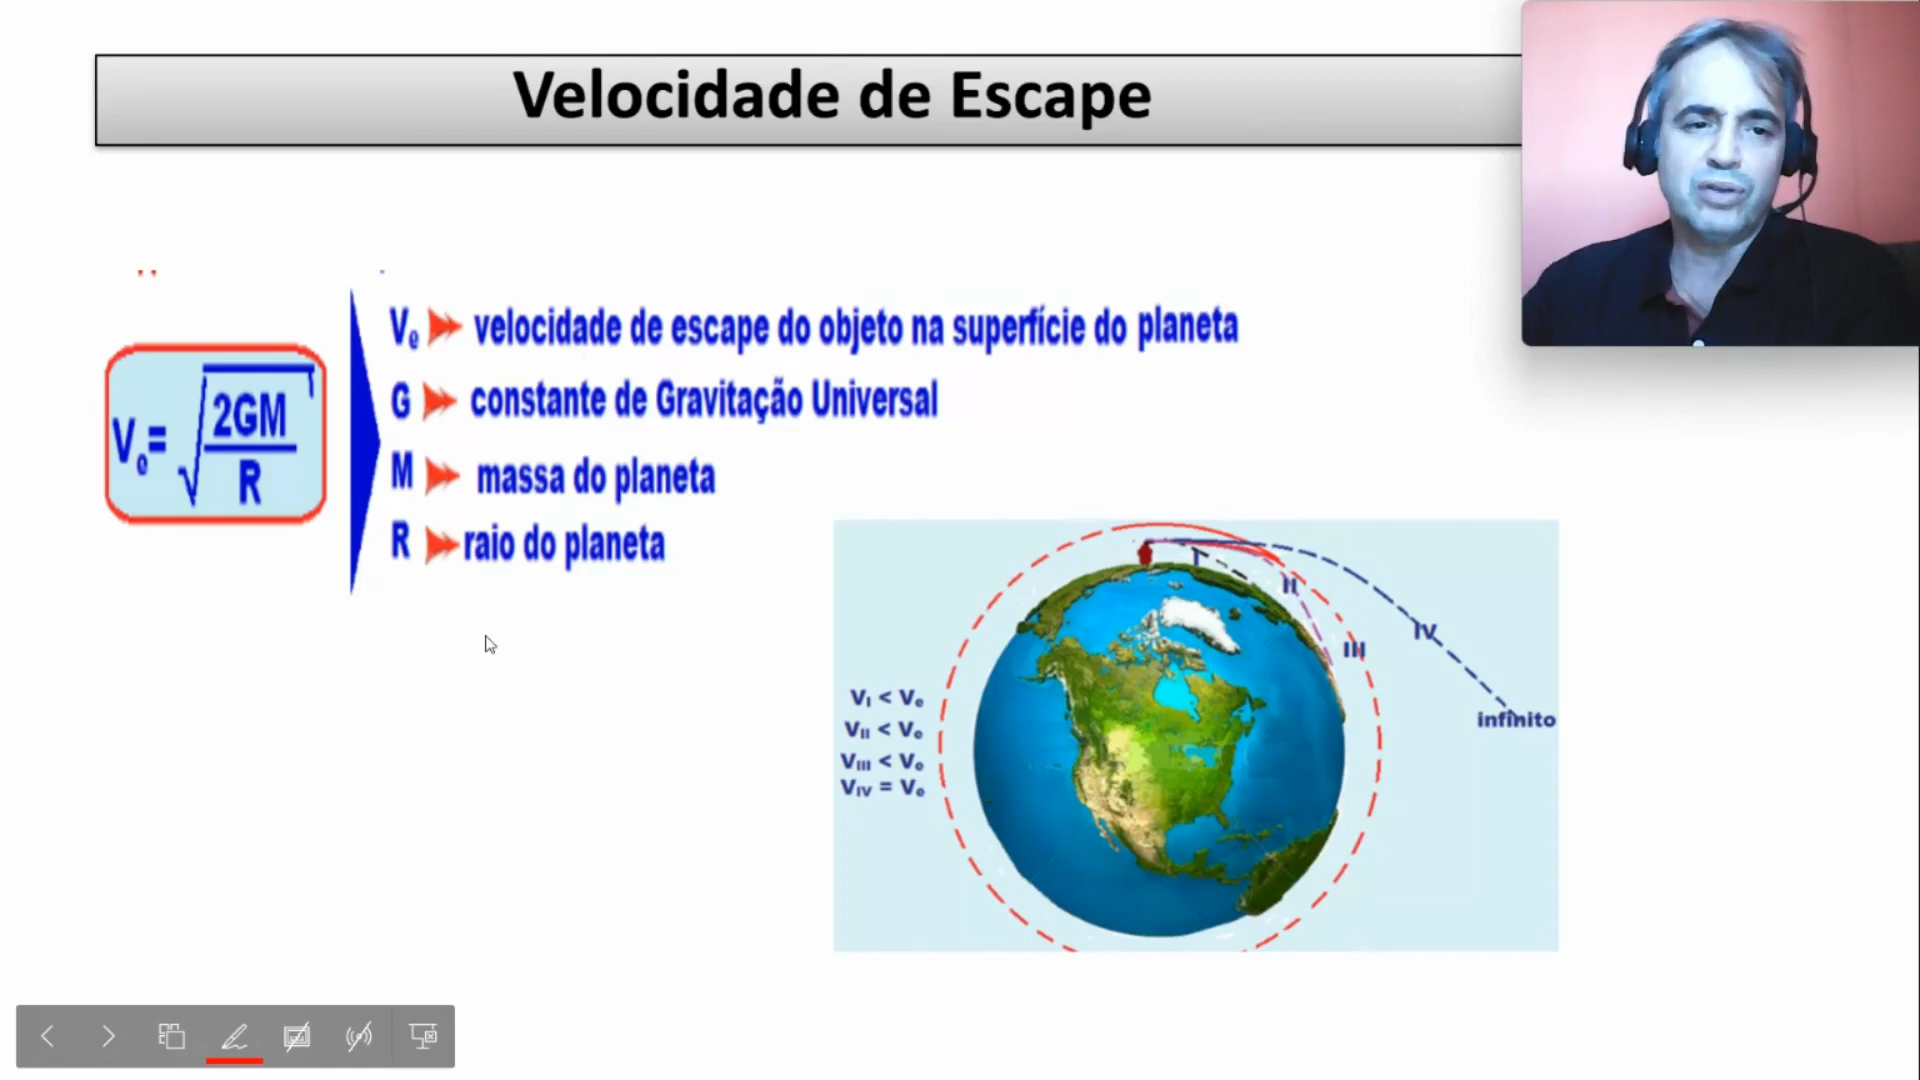 Velocidade de Escape
Ve velocidade de escape do objeto na superfície do planeta
G constante de Gravitação Universal
Ve= √2GM/R
M massa do planeta
R raio do planeta
I
II
III
IV
infinito
VI < Ve
VII < Ve
VIII < Ve
VIV = Ve